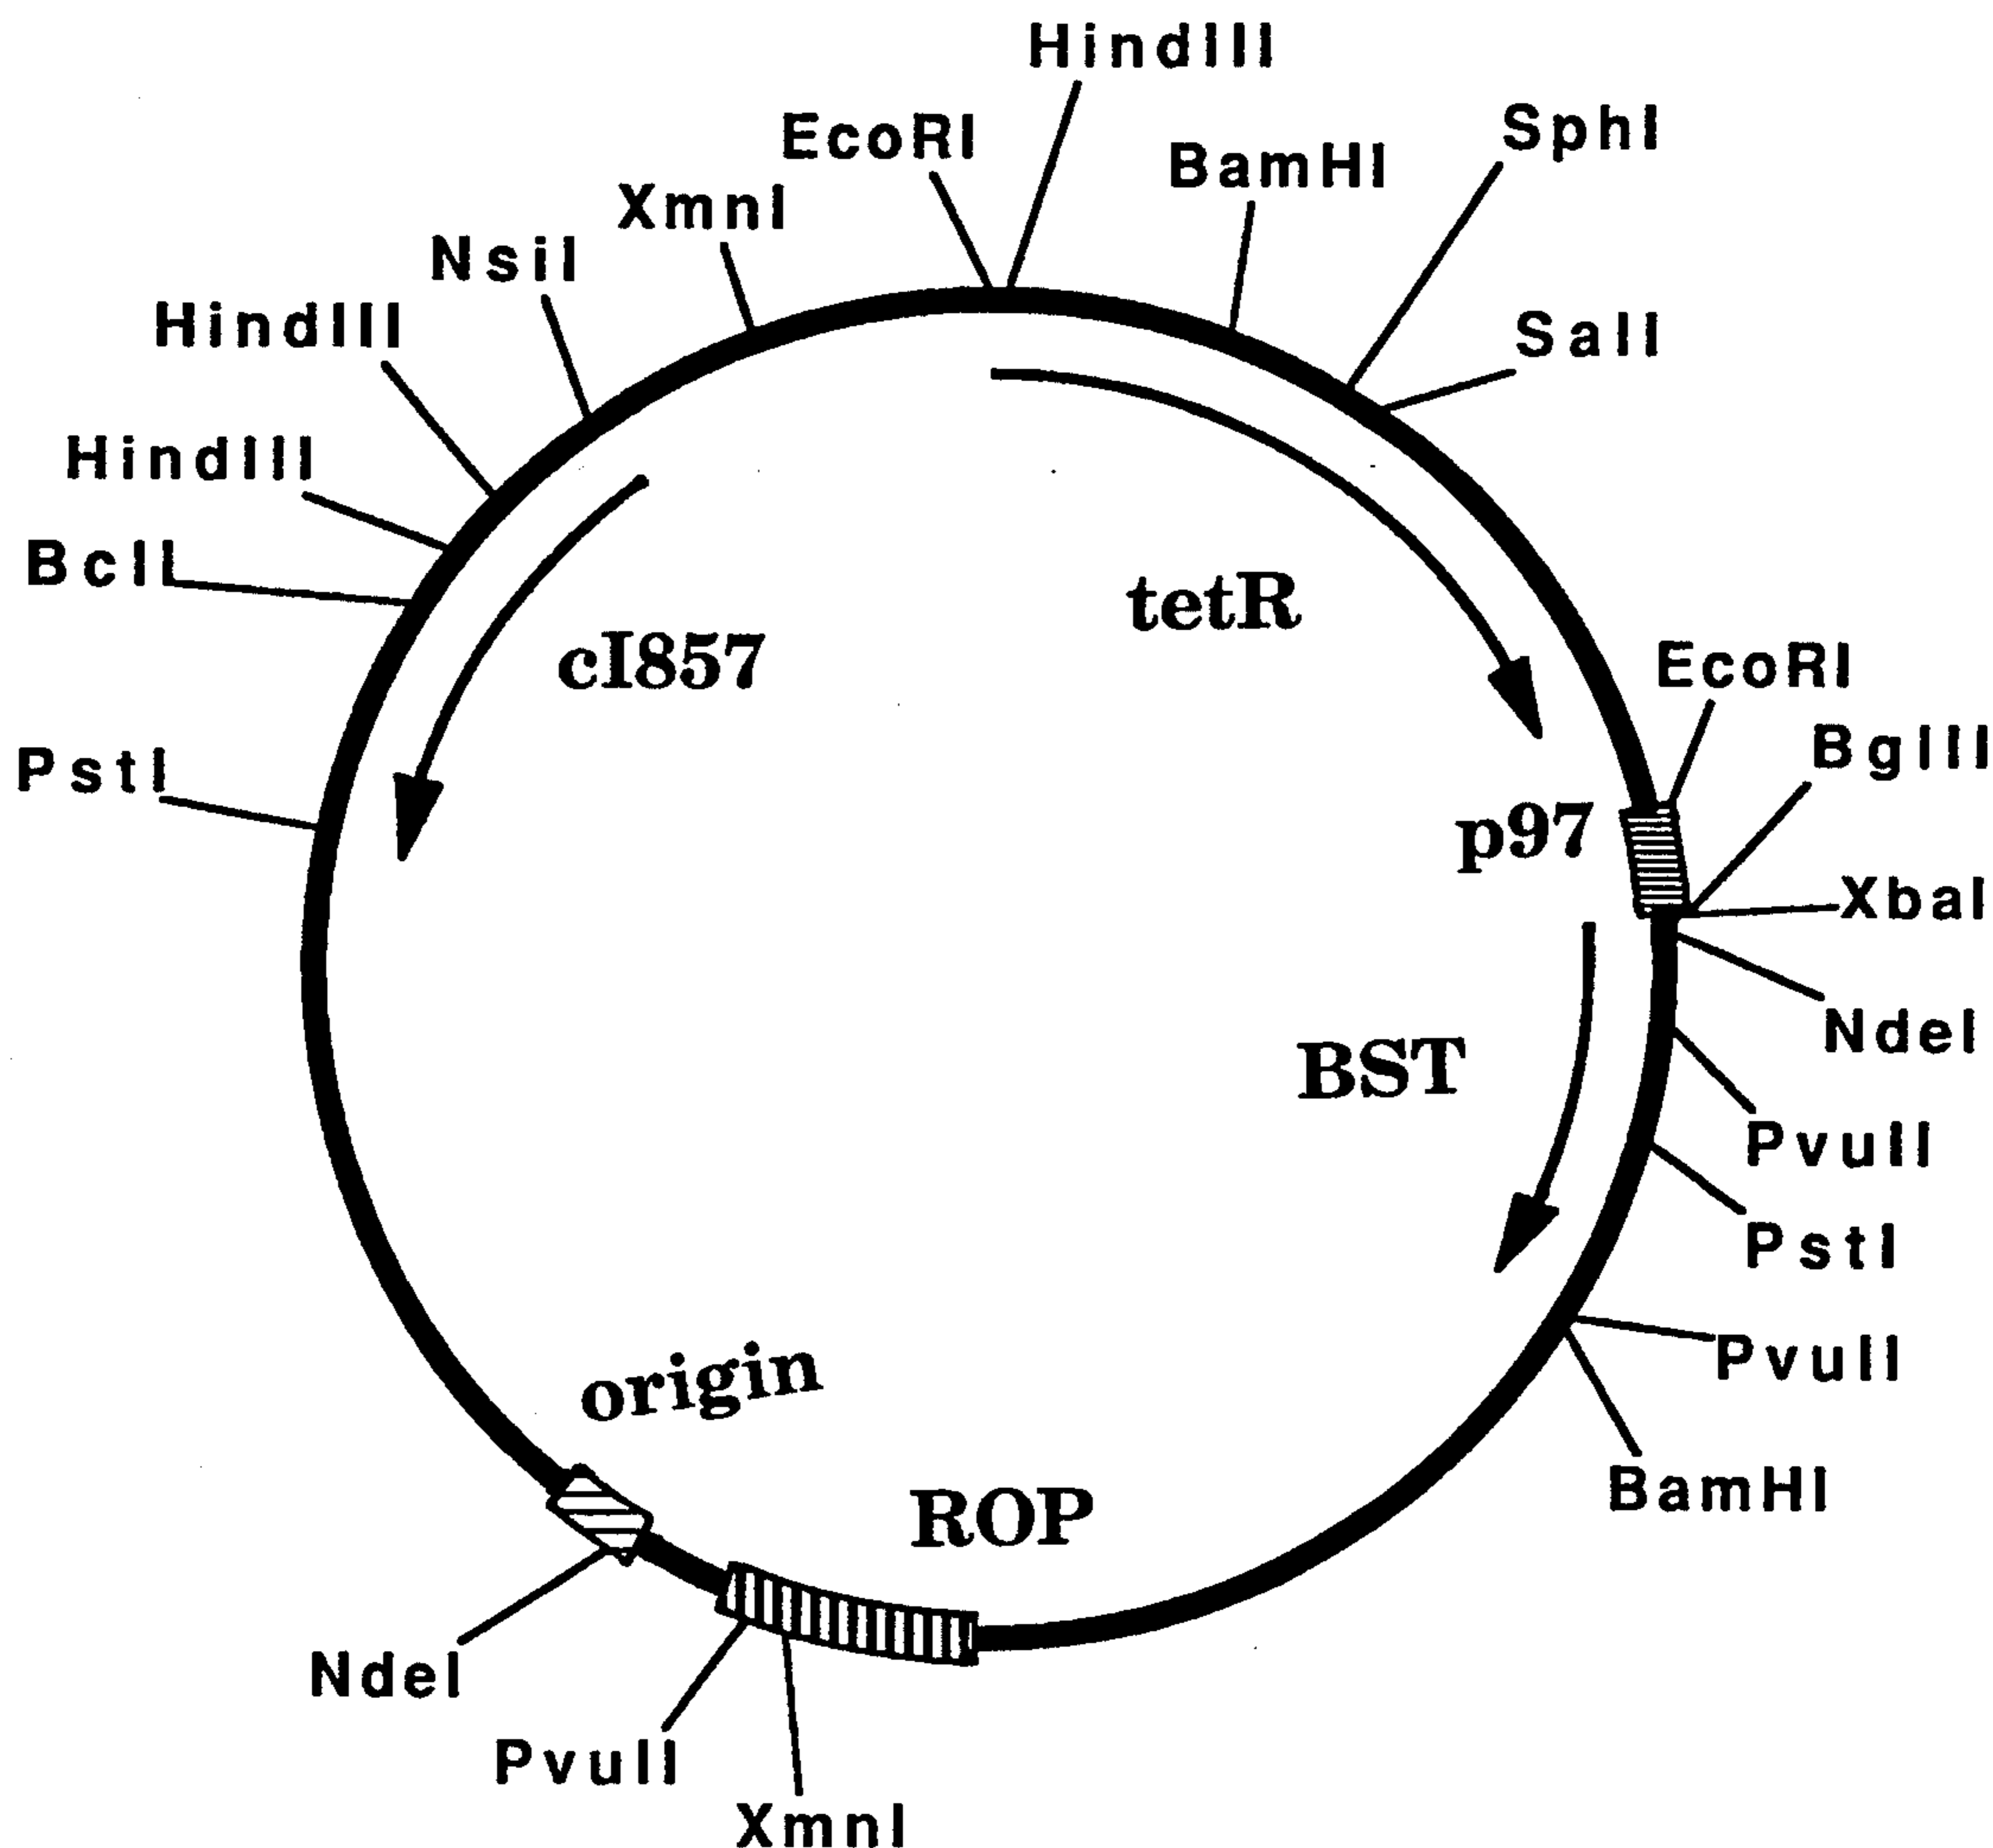 HindIII
EcoRI
SphI
BamHI
XmnI
NsiI
HindIII
SalI
HindIII
BclI
tetR
cI857
EcoRI
BglII
PstI
p97
XbaI
NdeI
BST
PvuII
PstI
PvuII
origin
BamHI
ROP
NdeI
PvuII
XmnI